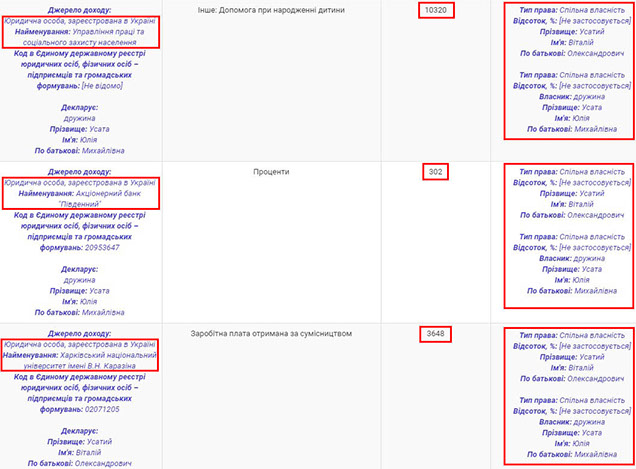 Джерело доходу:
Юридична особа, зареєстрована в Україні
Найменування: Управління праці та
соціального захисту населення
Код в Єдиному державному реєстрі
юридичних осіб, фізичних осіб –
підприємців та громадських
формувань: [Не відомо]
Декларує:
дружина
Прізвище: Усата
Ім'я: Юлія
По батькові: Михайлівна
Інше: Допомога при народженні дитини
10320
Тип права: Спільна власність
Відсоток, %: [Не застосовується]
Прізвище: Усатий
Ім'я: Віталій
По батькові: Олександрович
Тип права: Спільна власність
Відсоток, %: [Не застосовується]
Власник: дружина
Прізвище: Усата
Ім'я: Юлія
По батькові: Михайлівна
Джерело доходу:
Юридична особа, зареєстрована в Україні
Найменування: Акціонерний банк
"Південний"
Код в Єдиному державному реєстрі
юридичних осіб, фізичних осіб –
підприємців та громадських
формувань: 20953647
Декларує:
дружина
Прізвище: Усата
Ім'я: Юлія
По батькові: Михайлівна
Проценти
302
Тип права: Спільна власність
Відсоток, %: [Не застосовується]
Прізвище: Усатий
Ім'я: Віталій
По батькові: Олександрович
Тип права: Спільна власність
Відсоток, %: [Не застосовується]
Власник: дружина
Прізвище: Усата
Ім'я: Юлія
По батькові: Михайлівна
Джерело доходу:
Юридична особа, зареєстрована в Україні
Найменування: Харківський національний
університет імені В.Н. Каразіна
Код в Єдиному державному реєстрі
юридичних осіб, фізичних осіб –
підприємців та громадських
формувань: 02071205
Декларує:
Прізвище: Усатий
Ім'я: Віталій
По батькові: Олександрович
Заробітна плата отримана за сумісництвом
3648
Тип права: Спільна власність
Відсоток, %: [Не застосовується]
Прізвище: Усатий
Ім'я: Віталій
По батькові: Олександрович
Тип права: Спільна власність
Відсоток, %: [Не застосовується]
Власник: дружина
Прізвище: Усата
Ім'я: Юлія
По батькові: Михайлівна